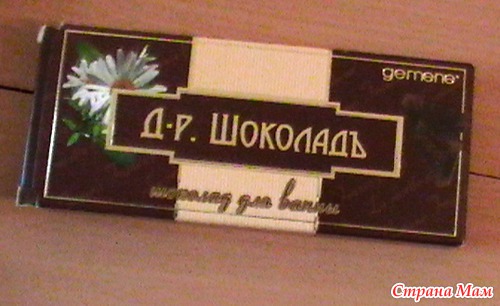 gemene
Д-Р. ШОКОЛАДЪ
шоколад для ванны
Страна Мам